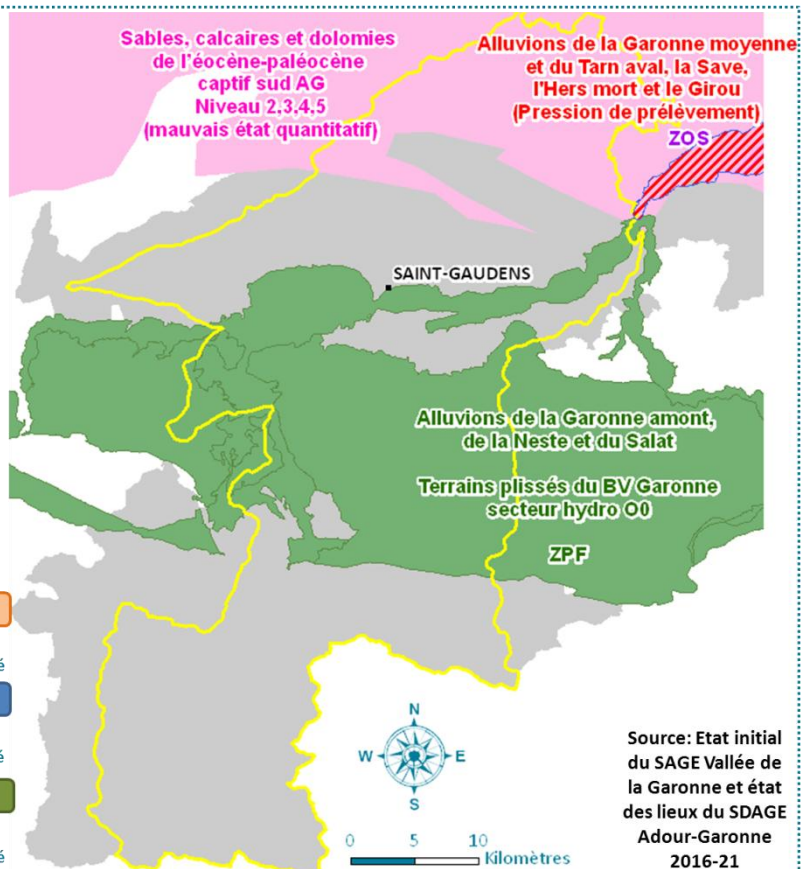 Sables, calcaires et dolomies
de l'éocène-paléocène
captif sud AG
Niveau 2,3,4,5
(mauvais état quantitatif)
Alluvions de la Garonne moyenne
et du Tarn aval, la Save,
l'Hers mort et le Girou
(Pression de prélèvement)
ZOS
SAINT-GAUDENS
Alluvions de la Garonne amont,
de la Neste et du Salat
Terrains plissés du BV Garonne
secteur hydro O0
ZPF
é
é
é
N
W
E
S
0 5 10
Kilomètres
Source: Etat initial
du SAGE Vallée de
la Garonne et état
des lieux du SDAGE
Adour-Garonne
2016-21